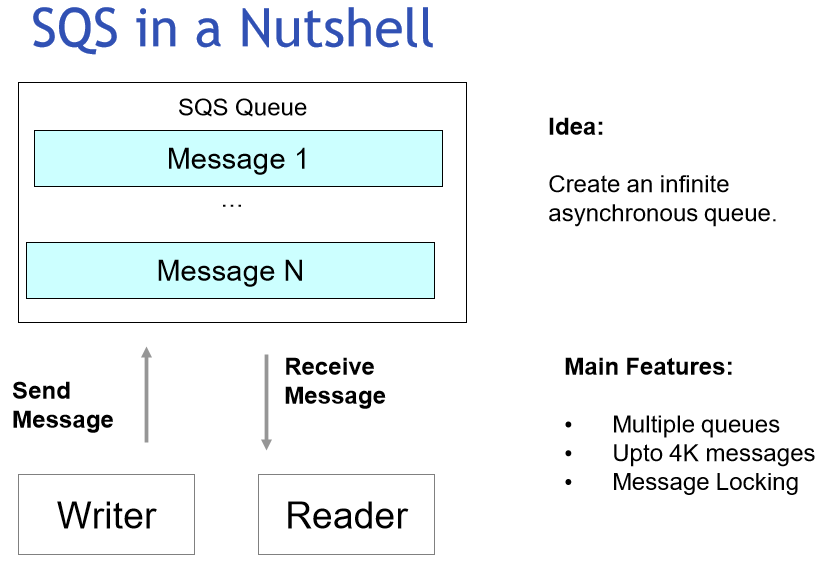 SQS in a Nutshell
SQS Queue
Message 1
...
Message N
Send
Message
Receive
Message
Writer
Reader
Idea:
Create an infinite
asynchronous queue.
Main Features:
• Multiple queues
• Upto 4K messages
• Message Locking